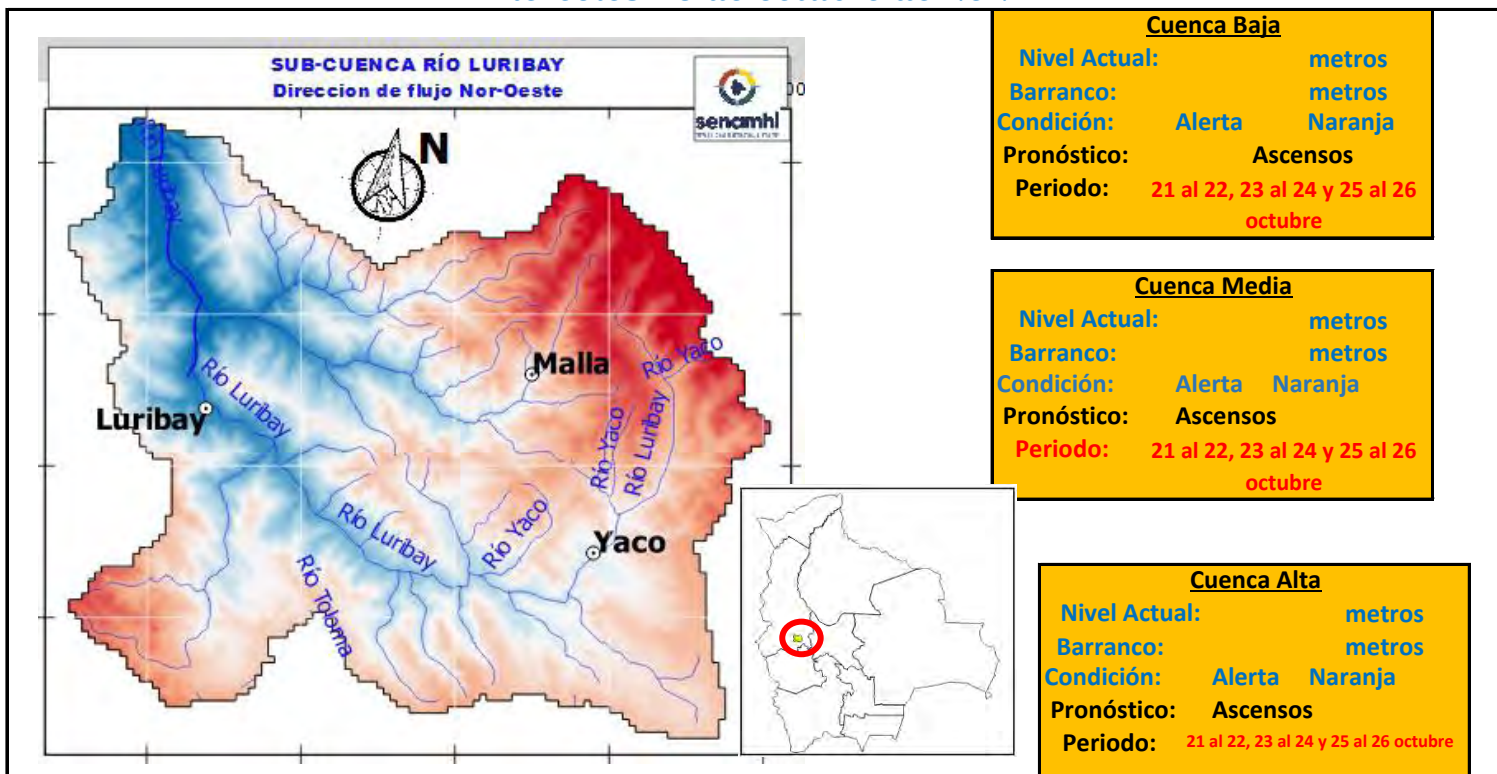 SUB-CUENCA RÍO LURIBAY
Direccion de flujo Nor-Oeste
senamhi
00
N
Luribay
Malla
Río Yaco
Río Luribay
Luribay
Río Yaco
Río Luribay
Río Luribay
Río Yaco
Yaco
Río Tolama
Cuenca Baja
Nivel Actual: metros
Barranco: metros
Condición: Alerta Naranja
Pronóstico: Ascensos
Periodo: 21 al 22, 23 al 24 y 25 al 26
octubre
Cuenca Media
Nivel Actual: metros
Barranco: metros
Condición: Alerta Naranja
Pronóstico: Ascensos
Periodo: 21 al 22, 23 al 24 y 25 al 26
octubre
Cuenca Alta
Nivel Actual: metros
Barranco: metros
Condición: Alerta Naranja
Pronóstico: Ascensos
Periodo: 21 al 22, 23 al 24 y 25 al 26 octubre